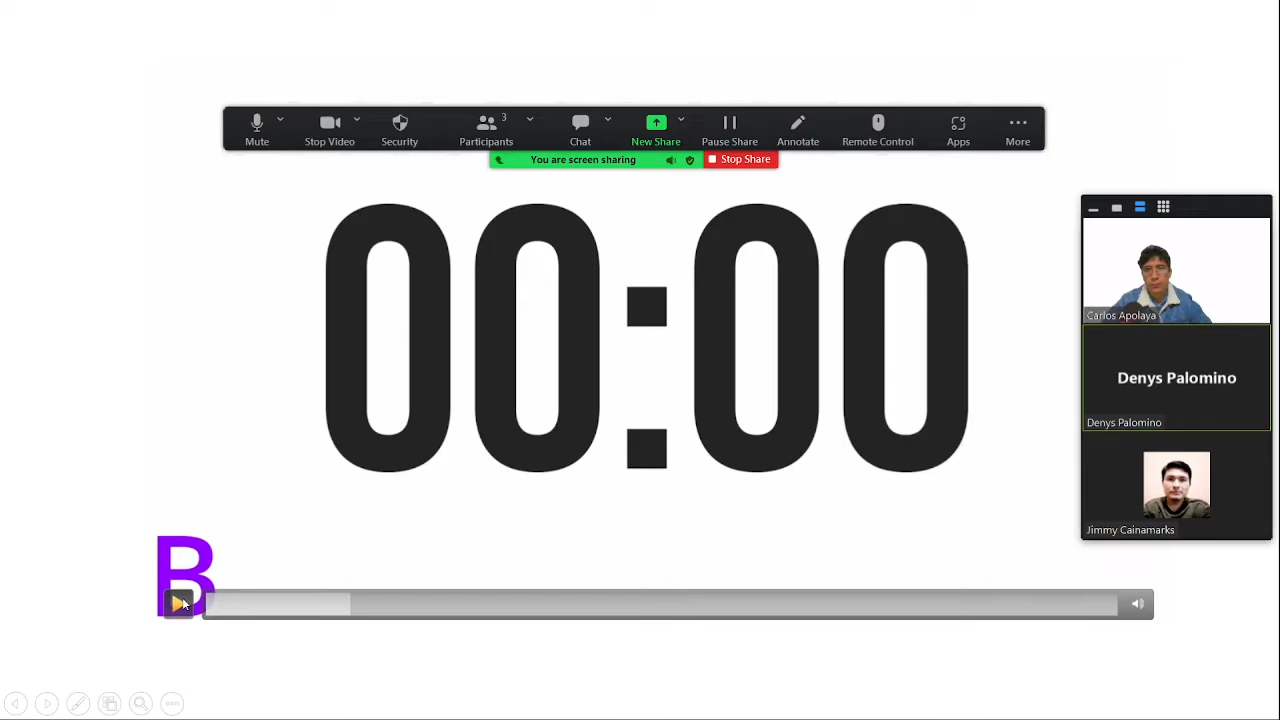 3
Mute Stop Video Security Participants Chat New Share Pause Share Annotate Remote Control Apps More
You are screen sharing Stop Share
00:00
Carlos Apolaya
Denys Palomino
Denys Palomino
Jimmy Cainamarks
B